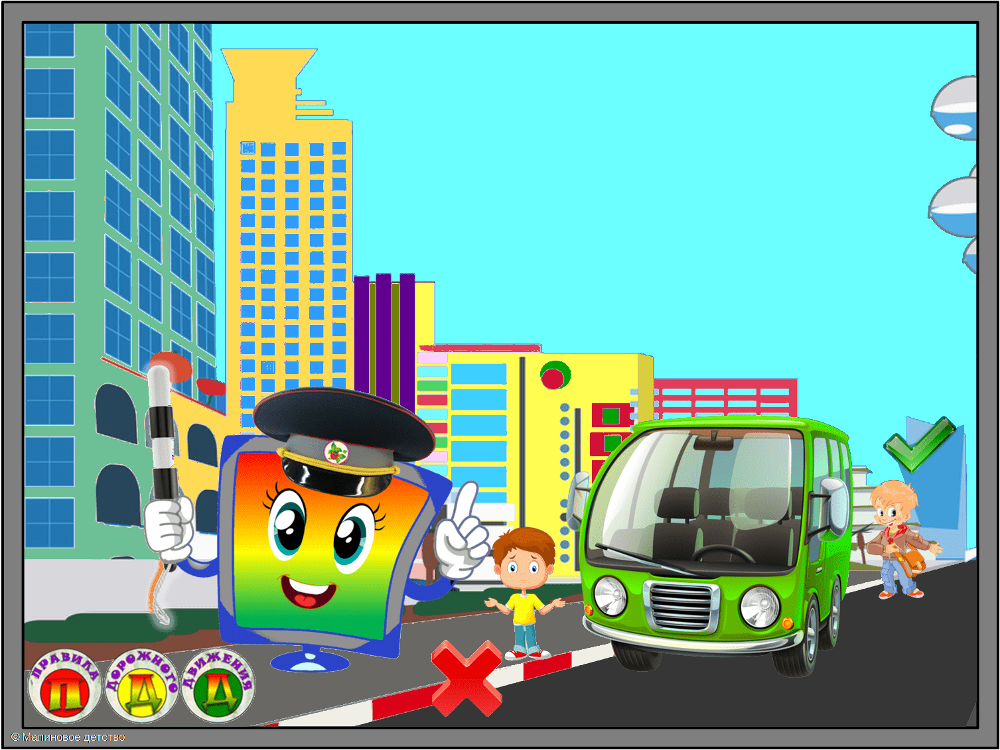 ПРАВИЛА
П
ДОРОЖНОГО
Д
ДВИЖЕНИЯ
Д
© Малиновое детство